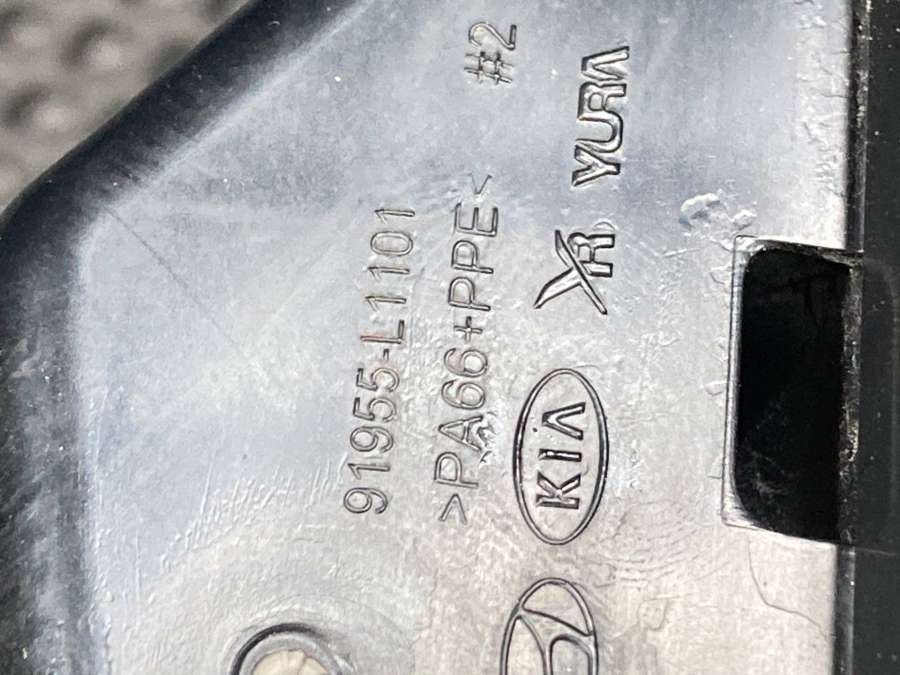 91955-L1101
>PA66+PPE<
#2
KIA
YURA